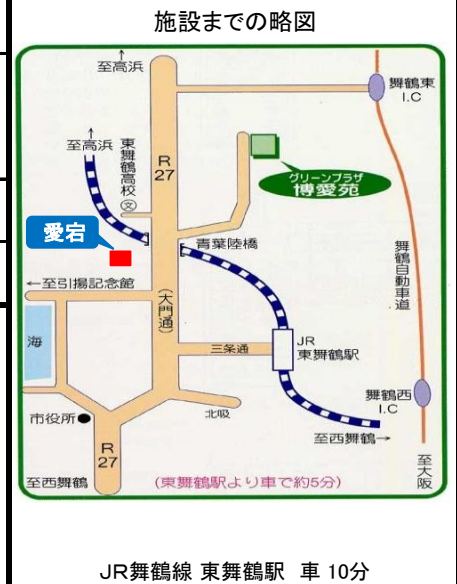 施設までの略図
至高浜
舞鶴東
I.C
至高浜
東舞鶴高校
文
R
27
グリーンプラザ
博愛苑
愛宕
青葉陸橋
←至引揚記念館
(大門通)
舞鶴自動車道
海
三条通
JR
東舞鶴駅
舞鶴西
I.C
市役所
北吸
至西舞鶴→
R
27
至西舞鶴
(東舞鶴駅より車で約5分)
至大阪
JR舞鶴線 東舞鶴駅 車 10分